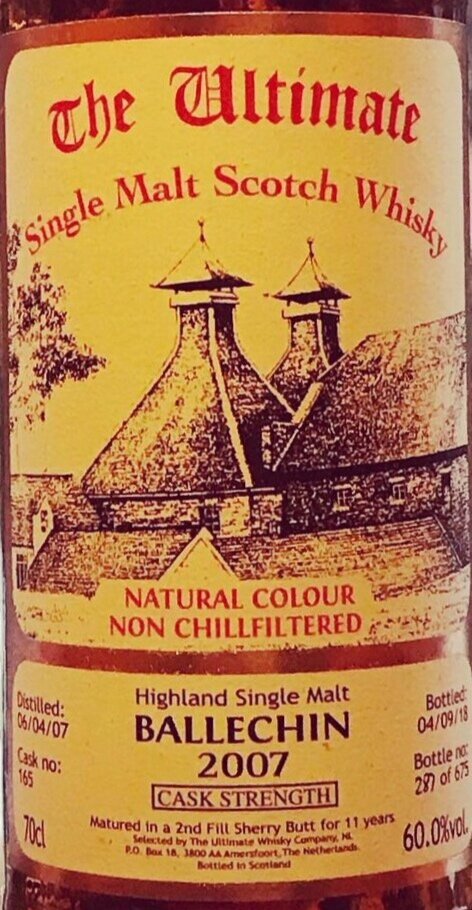 The Ultimate
Single Malt Scotch Whisky
NATURAL COLOUR
NON CHILLFILTERED
Distilled:
06/04/07
Cask no:
165
70cl
Highland Single Malt
BALLECHIN
2007
CASK STRENGTH
Matured in a 2nd Fill Sherry Butt for 11 years
Selected by The Ultimate Whisky Company, NL
P.O. Box 18, 3800 AA Amersfoort, The Netherlands.
Bottled in Scotland
Bottled:
04/09/18
Bottle no:
of 675
60.0%vol